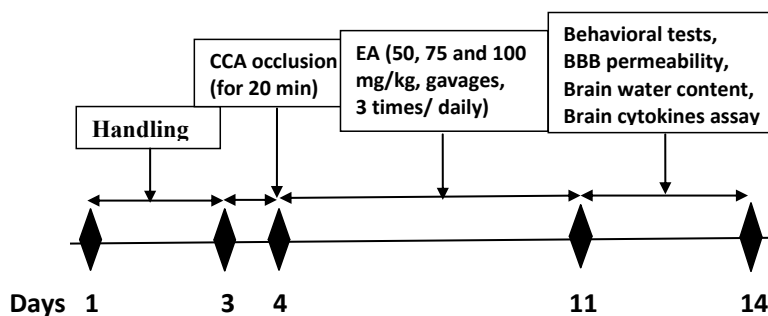 Handling
CCA occlusion
(for 20 min)
EA (50, 75 and 100
mg/kg, gavages,
3 times/ daily)
Behavioral tests,
BBB permeability,
Brain water content,
Brain cytokines assay
Days 1 3 4 11 14